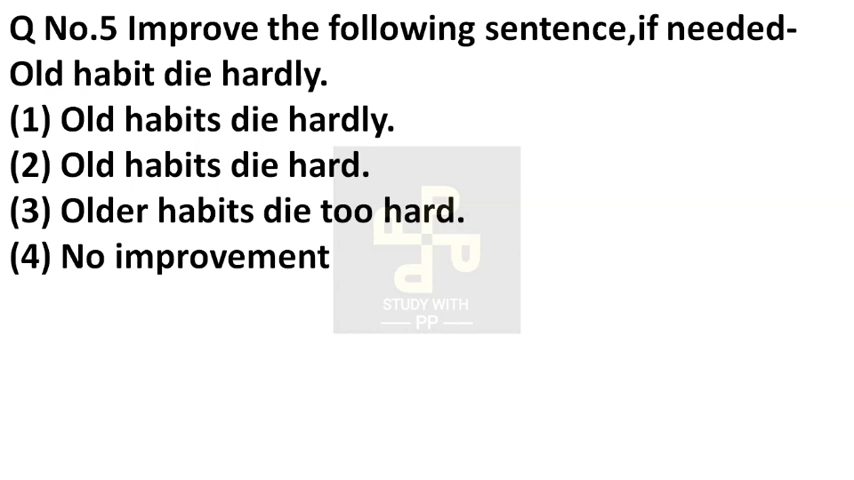 Q No.5 Improve the following sentence,if needed-
Old habit die hardly.
(1) Old habits die hardly.
(2) Old habits die hard.
(3) Older habits die too hard.
(4) No improvement
STUDY WITH
PP